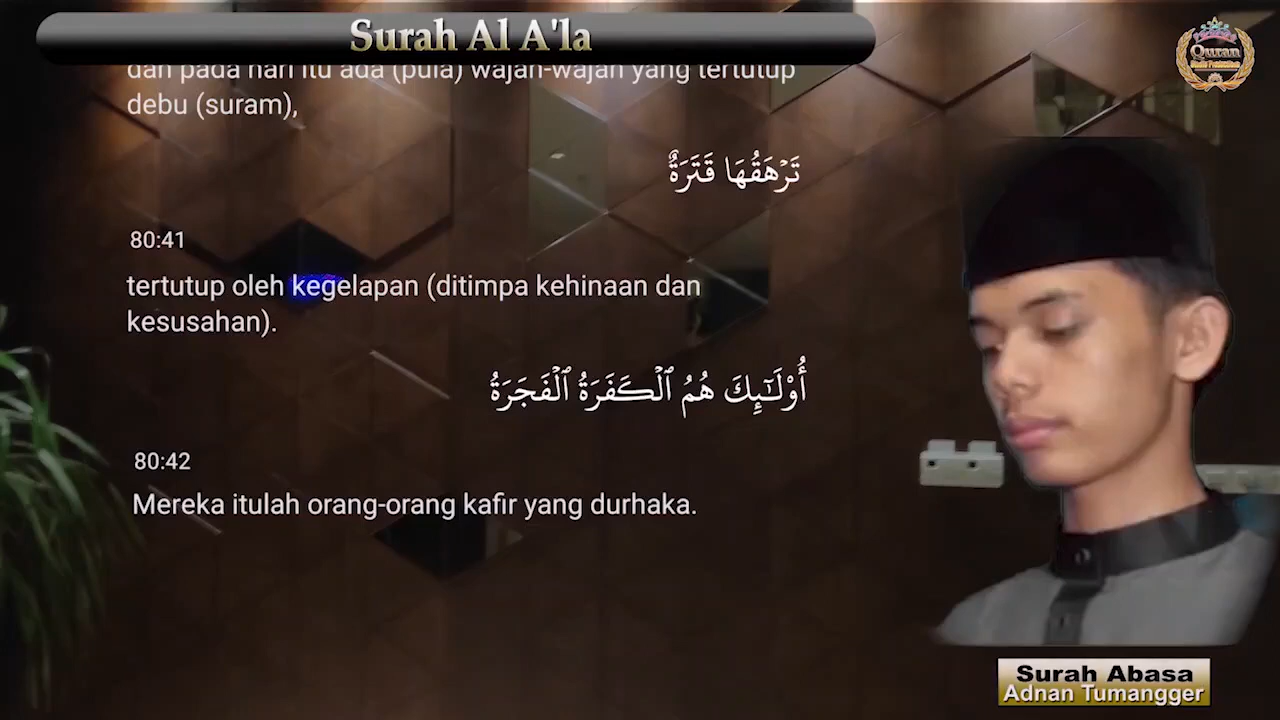 Surah Al A'la
Quran
dan pada hari itu ada (pula) wajah-wajah yang tertutup
debu (suram),
تَرْهَقُهَا قَتَرَةٌ
80:41
tertutup oleh kegelapan (ditimpa kehinaan dan
kesusahan).
أُو۟لَـٰٓئِكَ هُمُ ٱلْكَفَرَةُ ٱلْفَجَرَةُ
80:42
Mereka itulah orang-orang kafir yang durhaka.
Surah Abasa
Adnan Tumangger